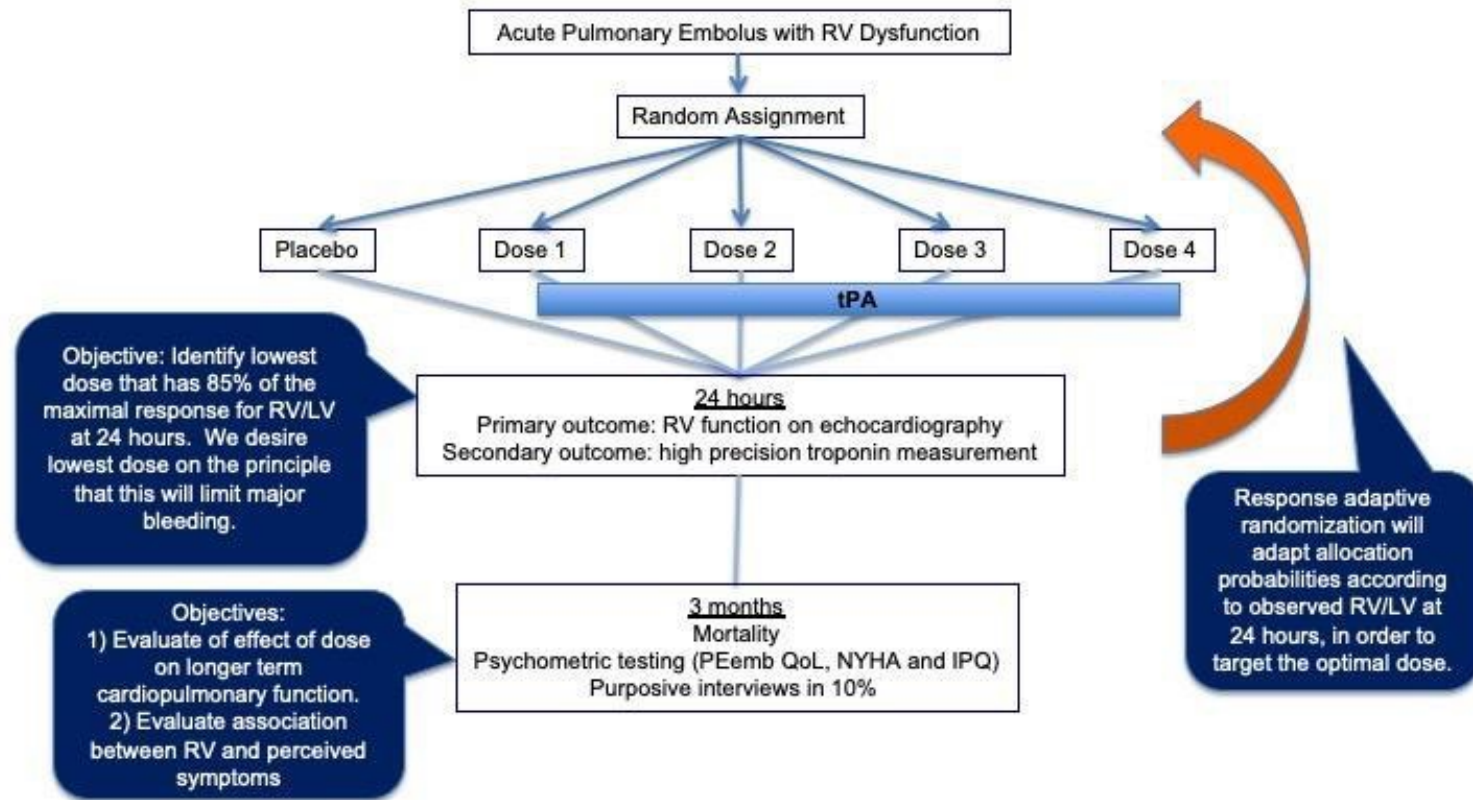 Acute Pulmonary Embolus with RV Dysfunction
Random Assignment
Placebo
Dose 1
Dose 2
Dose 3
Dose 4
tPA
Objective: Identify lowest
dose that has 85% of the
maximal response for RV/LV
at 24 hours. We desire
lowest dose on the principle
that this will limit major
bleeding.
24 hours
Primary outcome: RV function on echocardiography
Secondary outcome: high precision troponin measurement
Response adaptive
randomization will
adapt allocation
probabilities according
to observed RV/LV at
24 hours, in order to
target the optimal dose.
Objectives:
1) Evaluate of effect of dose
on longer term
cardiopulmonary function.
2) Evaluate association
between RV and perceived
symptoms
3 months
Mortality
Psychometric testing (PEemb QoL, NYHA and IPQ)
Purposive interviews in 10%